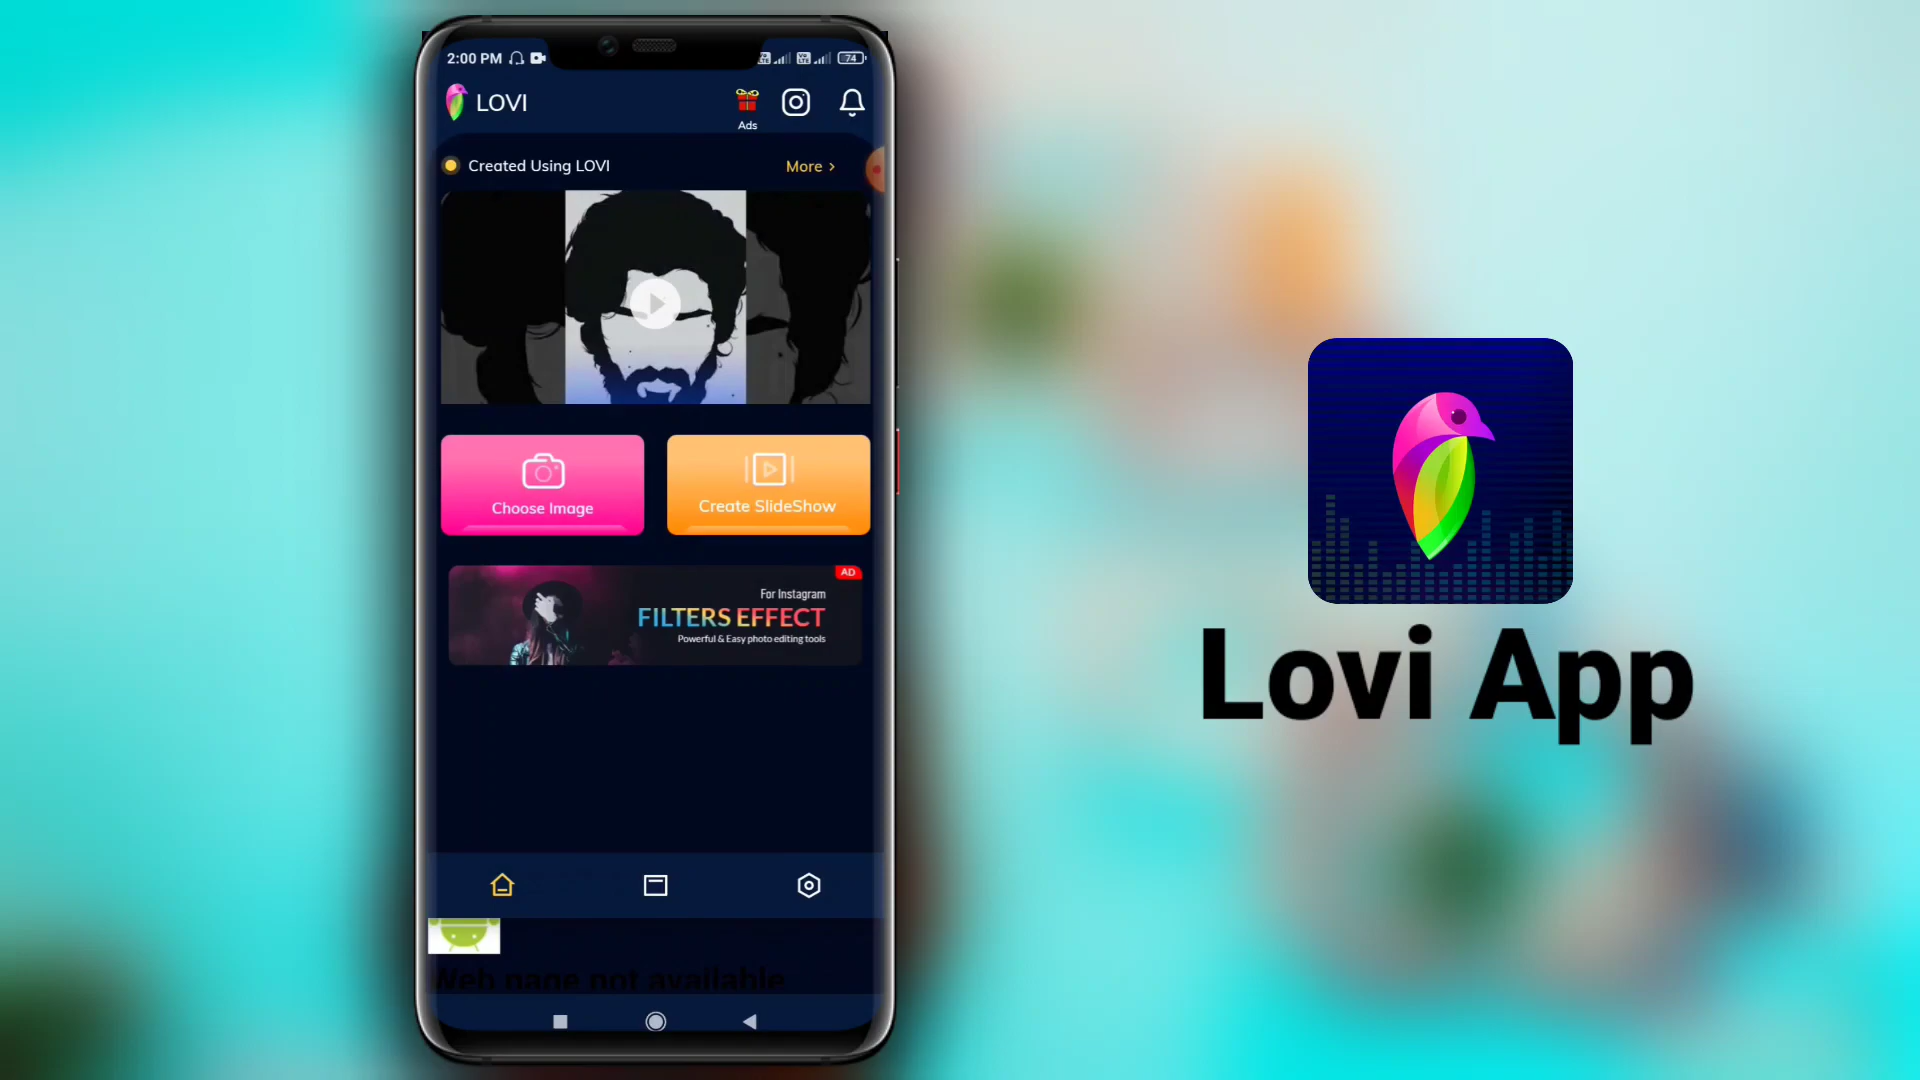 2:00 PM
74
LOVI
Ads
Created Using LOVI
More >
Choose Image
Create SlideShow
AD
For Instagram
FILTERS EFFECT
Powerful & Easy photo editing tools
Web page not available
Lovi App